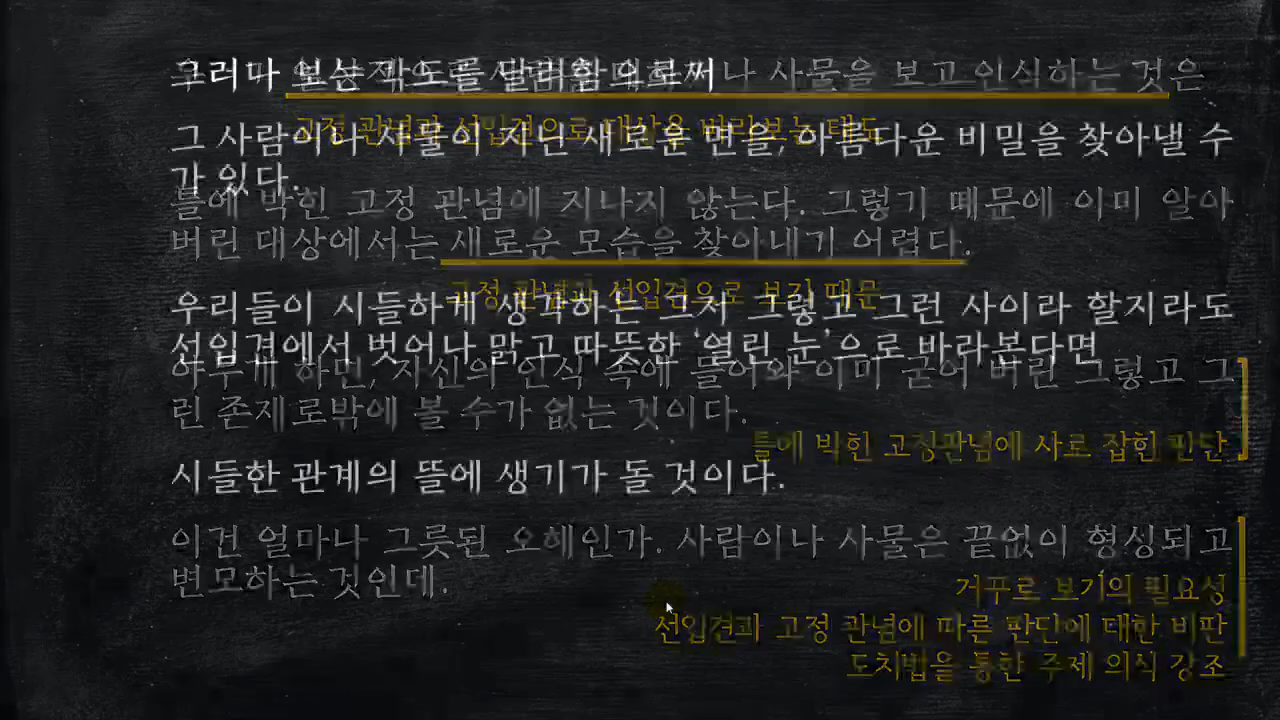 그러나 보는 각도를 달리함으로써 나 사물을 보고 인식하는 것은
고정 관념과 선입견으로 대상을 바라보는 태도
그 사람이나 사물이 지닌 새로운 면을, 아름다운 비밀을 찾아낼 수
가 있다.
틀에 박힌 고정 관념에 지나지 않는다. 그렇기 때문에 이미 알아
버린 대상에서는 새로운 모습을 찾아내기 어렵다.
고정 관념과 선입견으로 보기 때문
우리들이 시들하게 생각하는 그저 그렇고 그런 사이라 할지라도
선입견에서 벗어나 맑고 따뜻한 ‘열린 눈’으로 바라본다면
아무개 하면, 자신의 인식 속에 들어와 이미 굳어 버린 그렇고 그
런 존재로밖에 볼 수가 없는 것이다.
틀에 박힌 고정관념에 사로 잡힌 판단
시들한 관계의 뜰에 생기가 돌 것이다.
이건 얼마나 그릇된 오해인가. 사람이나 사물은 끝없이 형성되고
변모하는 것인데.
거꾸로 보기의 필요성
선입견과 고정 관념에 따른 판단에 대한 비판
도치법을 통한 주제 의식 강조